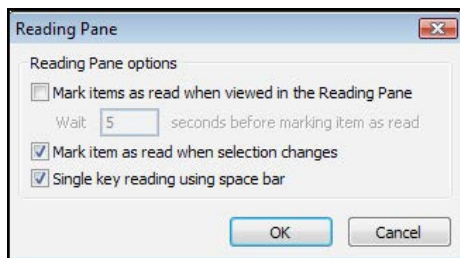 Reading Pane
Reading Pane options
Mark items as read when viewed in the Reading Pane
Wait 5 seconds before marking item as read
Mark item as read when selection changes
Single key reading using space bar
OK Cancel